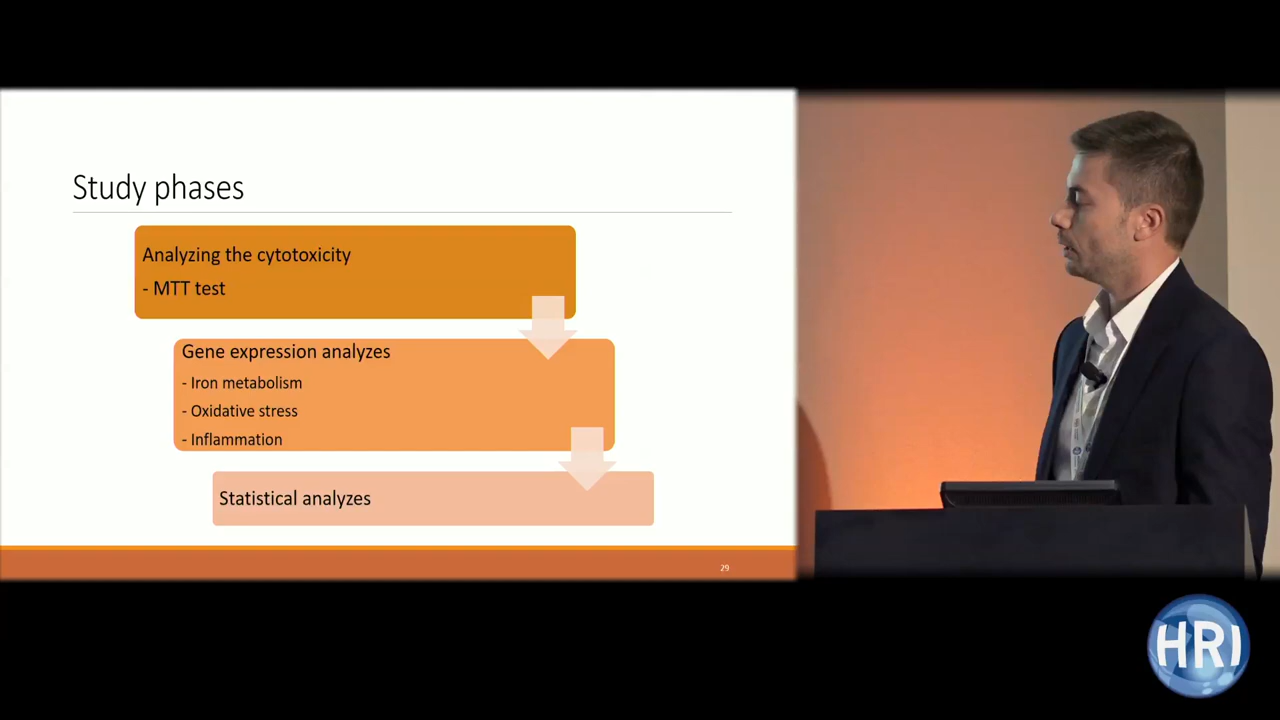 Study phases
Analyzing the cytotoxicity
- MTT test
Gene expression analyzes
- Iron metabolism
- Oxidative stress
- Inflammation
Statistical analyzes
29
HRI